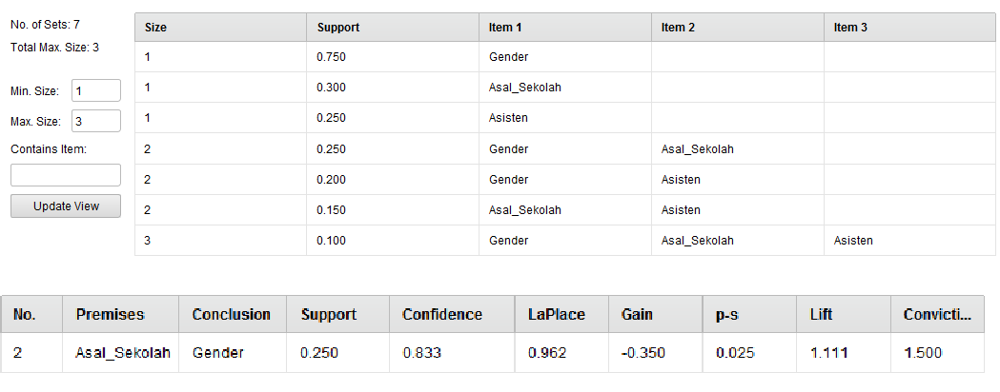 No. of Sets: 7
Total Max. Size: 3
Min. Size: 1
Max. Size: 3
Contains Item:
Update View
Size Support Item 1 Item 2 Item 3
1 0.750 Gender
1 0.300 Asal_Sekolah
1 0.250 Asisten
2 0.250 Gender Asal_Sekolah
2 0.200 Gender Asisten
2 0.150 Asal_Sekolah Asisten
3 0.100 Gender Asal_Sekolah Asisten
No. Premises Conclusion Support Confidence LaPlace Gain p-s Lift Convicti...
2 Asal_Sekolah Gender 0.250 0.833 0.962 -0.350 0.025 1.111 1.500